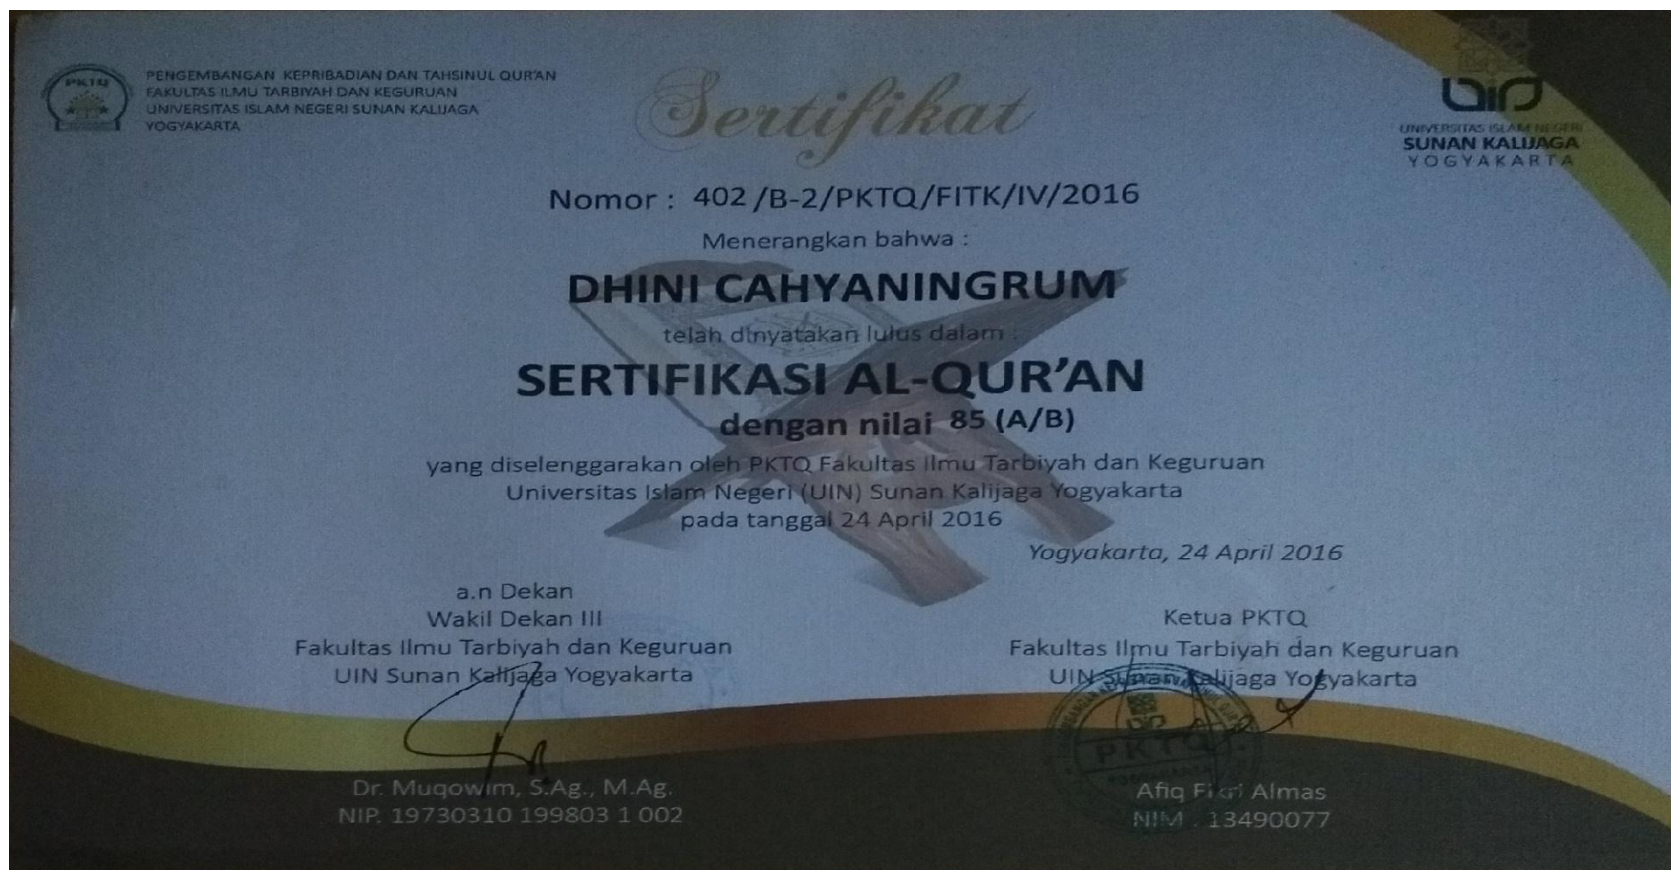 PKTQ
PENGEMBANGAN KEPRIBADIAN DAN TAHSINUL QUR'AN
FAKULTAS ILMU TARBIYAH DAN KEGURUAN
UNIVERSITAS ISLAM NEGERI SUNAN KALIJAGA
YOGYAKARTA
Sertifikat
UNIVERSITAS ISLAM NEGERI
SUNAN KALIJAGA
YOGYAKARTA
Nomor : 402/B-2/PKTQ/FITK/IV/2016
Menerangkan bahwa :
DHINI CAHYANINGRUM
telah dinyatakan lulus dalam :
SERTIFIKASI AL-QUR'AN
dengan nilai 85 (A/B)
yang diselenggarakan oleh PKTQ Fakultas Ilmu Tarbiyah dan Keguruan
Universitas Islam Negeri (UIN) Sunan Kalijaga Yogyakarta
pada tanggal 24 April 2016
Yogyakarta, 24 April 2016
a.n Dekan
Wakil Dekan III
Fakultas Ilmu Tarbiyah dan Keguruan
UIN Sunan Kalijaga Yogyakarta
Dr. Muqowim, S.Ag., M.Ag.
NIP. 19730310 199803 1 002
Ketua PKTQ
Fakultas Ilmu Tarbiyah dan Keguruan
UIN Sunan Kalijaga Yogyakarta
PKTQ
Afiq Fikri Almas
NIM . 13490077